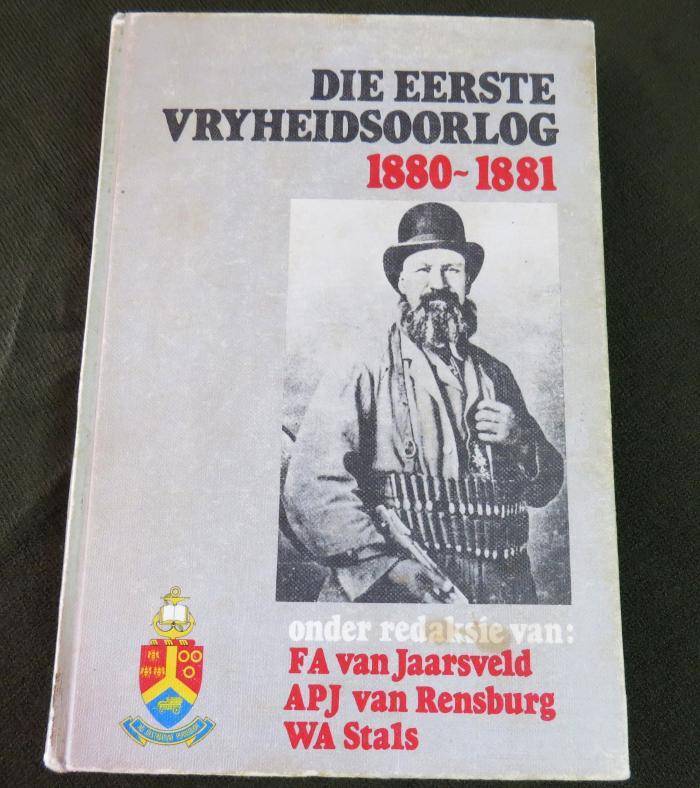 DIE EERSTE
VRYHEIDSOORLOG
1880~1881
onder redaksie van:
FA van Jaarsveld
APJ van Rensburg
WA Stals